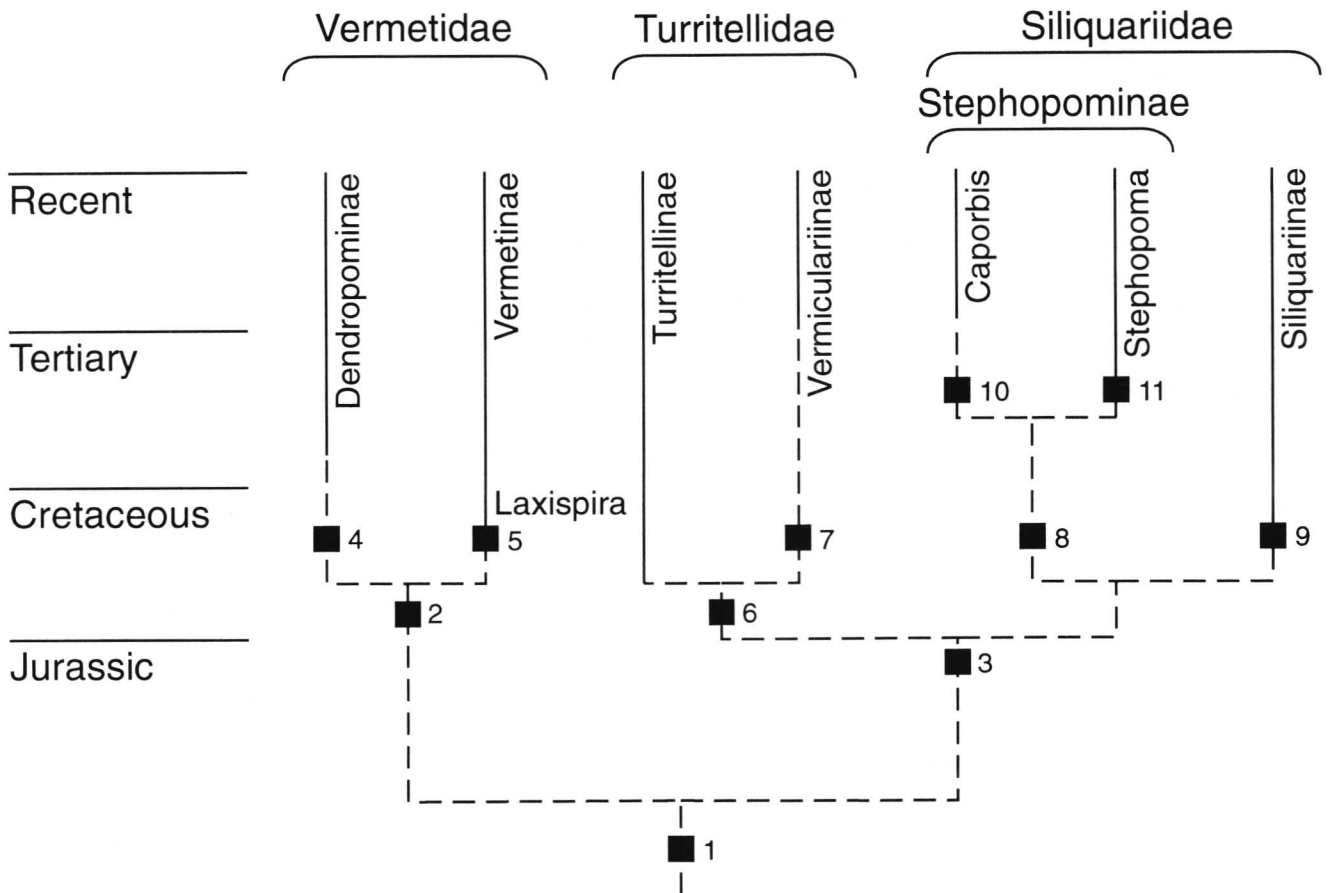 Vermetidae
Turritellidae
Siliquariidae
Stephopominae
Recent
Dendropominae
Vermetinae
Turritellinae
Vermiculariinae
Caporbis
Stephopoma
Siliquariinae
Tertiary
10
11
Cretaceous
Laxispira
4
5
7
8
9
2
6
Jurassic
3
1